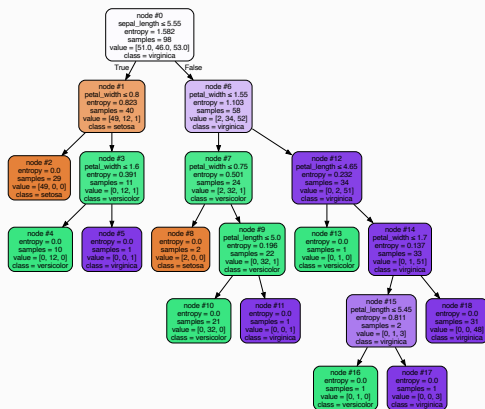 node #0
sepal_length ≤ 5.55
entropy = 1.582
samples = 98
value = [51.0, 46.0, 53.0]
class = virginica
True
False
node #1
petal_width ≤ 0.8
entropy = 0.823
samples = 40
value = [49, 12, 1]
class = setosa
node #6
petal_width ≤ 1.55
entropy = 1.103
samples = 58
value = [2, 34, 52]
class = virginica
node #2
entropy = 0.0
samples = 29
value = [49, 0, 0]
class = setosa
node #3
petal_width ≤ 1.6
entropy = 0.391
samples = 11
value = [0, 12, 1]
class = versicolor
node #7
petal_width ≤ 0.75
entropy = 0.501
samples = 24
value = [2, 32, 1]
class = versicolor
node #12
petal_length ≤ 4.65
entropy = 0.232
samples = 34
value = [0, 2, 51]
class = virginica
node #4
entropy = 0.0
samples = 10
value = [0, 12, 0]
class = versicolor
node #5
entropy = 0.0
samples = 1
value = [0, 0, 1]
class = virginica
node #8
entropy = 0.0
samples = 2
value = [2, 0, 0]
class = setosa
node #9
petal_length ≤ 5.0
entropy = 0.196
samples = 22
value = [0, 32, 1]
class = versicolor
node #13
entropy = 0.0
samples = 1
value = [0, 1, 0]
class = versicolor
node #14
petal_width ≤ 1.7
entropy = 0.137
samples = 33
value = [0, 1, 51]
class = virginica
node #10
entropy = 0.0
samples = 21
value = [0, 32, 0]
class = versicolor
node #11
entropy = 0.0
samples = 1
value = [0, 0, 1]
class = virginica
node #15
petal_length ≤ 5.45
entropy = 0.811
samples = 2
value = [0, 1, 3]
class = virginica
node #18
entropy = 0.0
samples = 31
value = [0, 0, 48]
class = virginica
node #16
entropy = 0.0
samples = 1
value = [0, 1, 0]
class = versicolor
node #17
entropy = 0.0
samples = 1
value = [0, 0, 3]
class = virginica